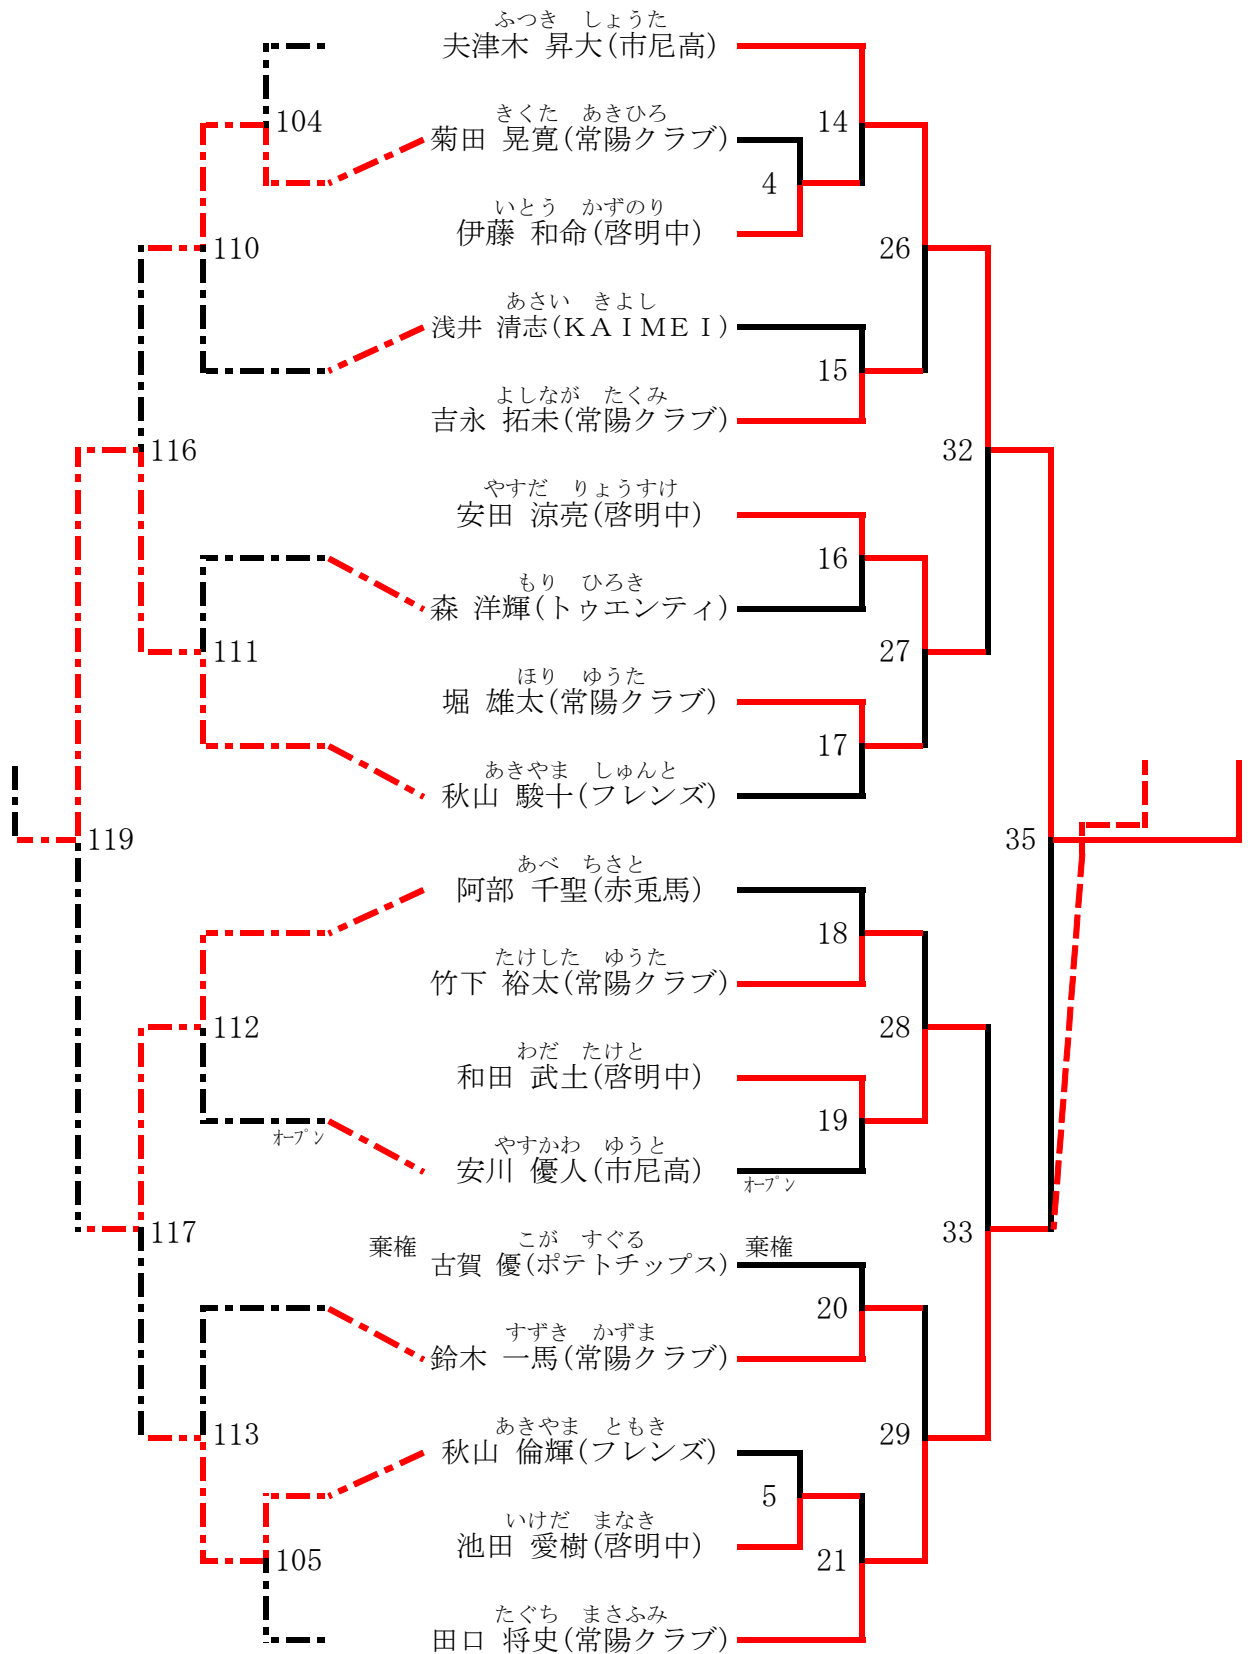 ふつき　しょうた
夫津木 昇大(市尼高)
104
きくた　あきひろ
菊田 晃寛(常陽クラブ)
14
4
いとう　かずのり
伊藤 和命(啓明中)
110
26
あさい　きよし
浅井 清志(ＫＡＩＭＥＩ)
15
よしなが　たくみ
吉永 拓未(常陽クラブ)
116
32
やすだ　りょうすけ
安田 涼亮(啓明中)
16
もり　ひろき
森 洋輝(トゥエンティ)
111
27
ほり　ゆうた
堀 雄太(常陽クラブ)
17
あきやま　しゅんと
秋山 駿十(フレンズ)
119
35
あべ　ちさと
阿部 千聖(赤兎馬)
18
たけした　ゆうた
竹下 裕太(常陽クラブ)
112
28
わだ　たけと
和田 武士(啓明中)
19
ｵｰﾌﾟﾝ
やすかわ　ゆうと
安川 優人(市尼高)
ｵｰﾌﾟﾝ
117
33
棄権
こが　すぐる
古賀 優(ポテトチップス)
棄権
20
すずき　かずま
鈴木 一馬(常陽クラブ)
113
29
あきやま　ともき
秋山 倫輝(フレンズ)
5
いけだ　まなき
池田 愛樹(啓明中)
105
21
たぐち　まさふみ
田口 将史(常陽クラブ)